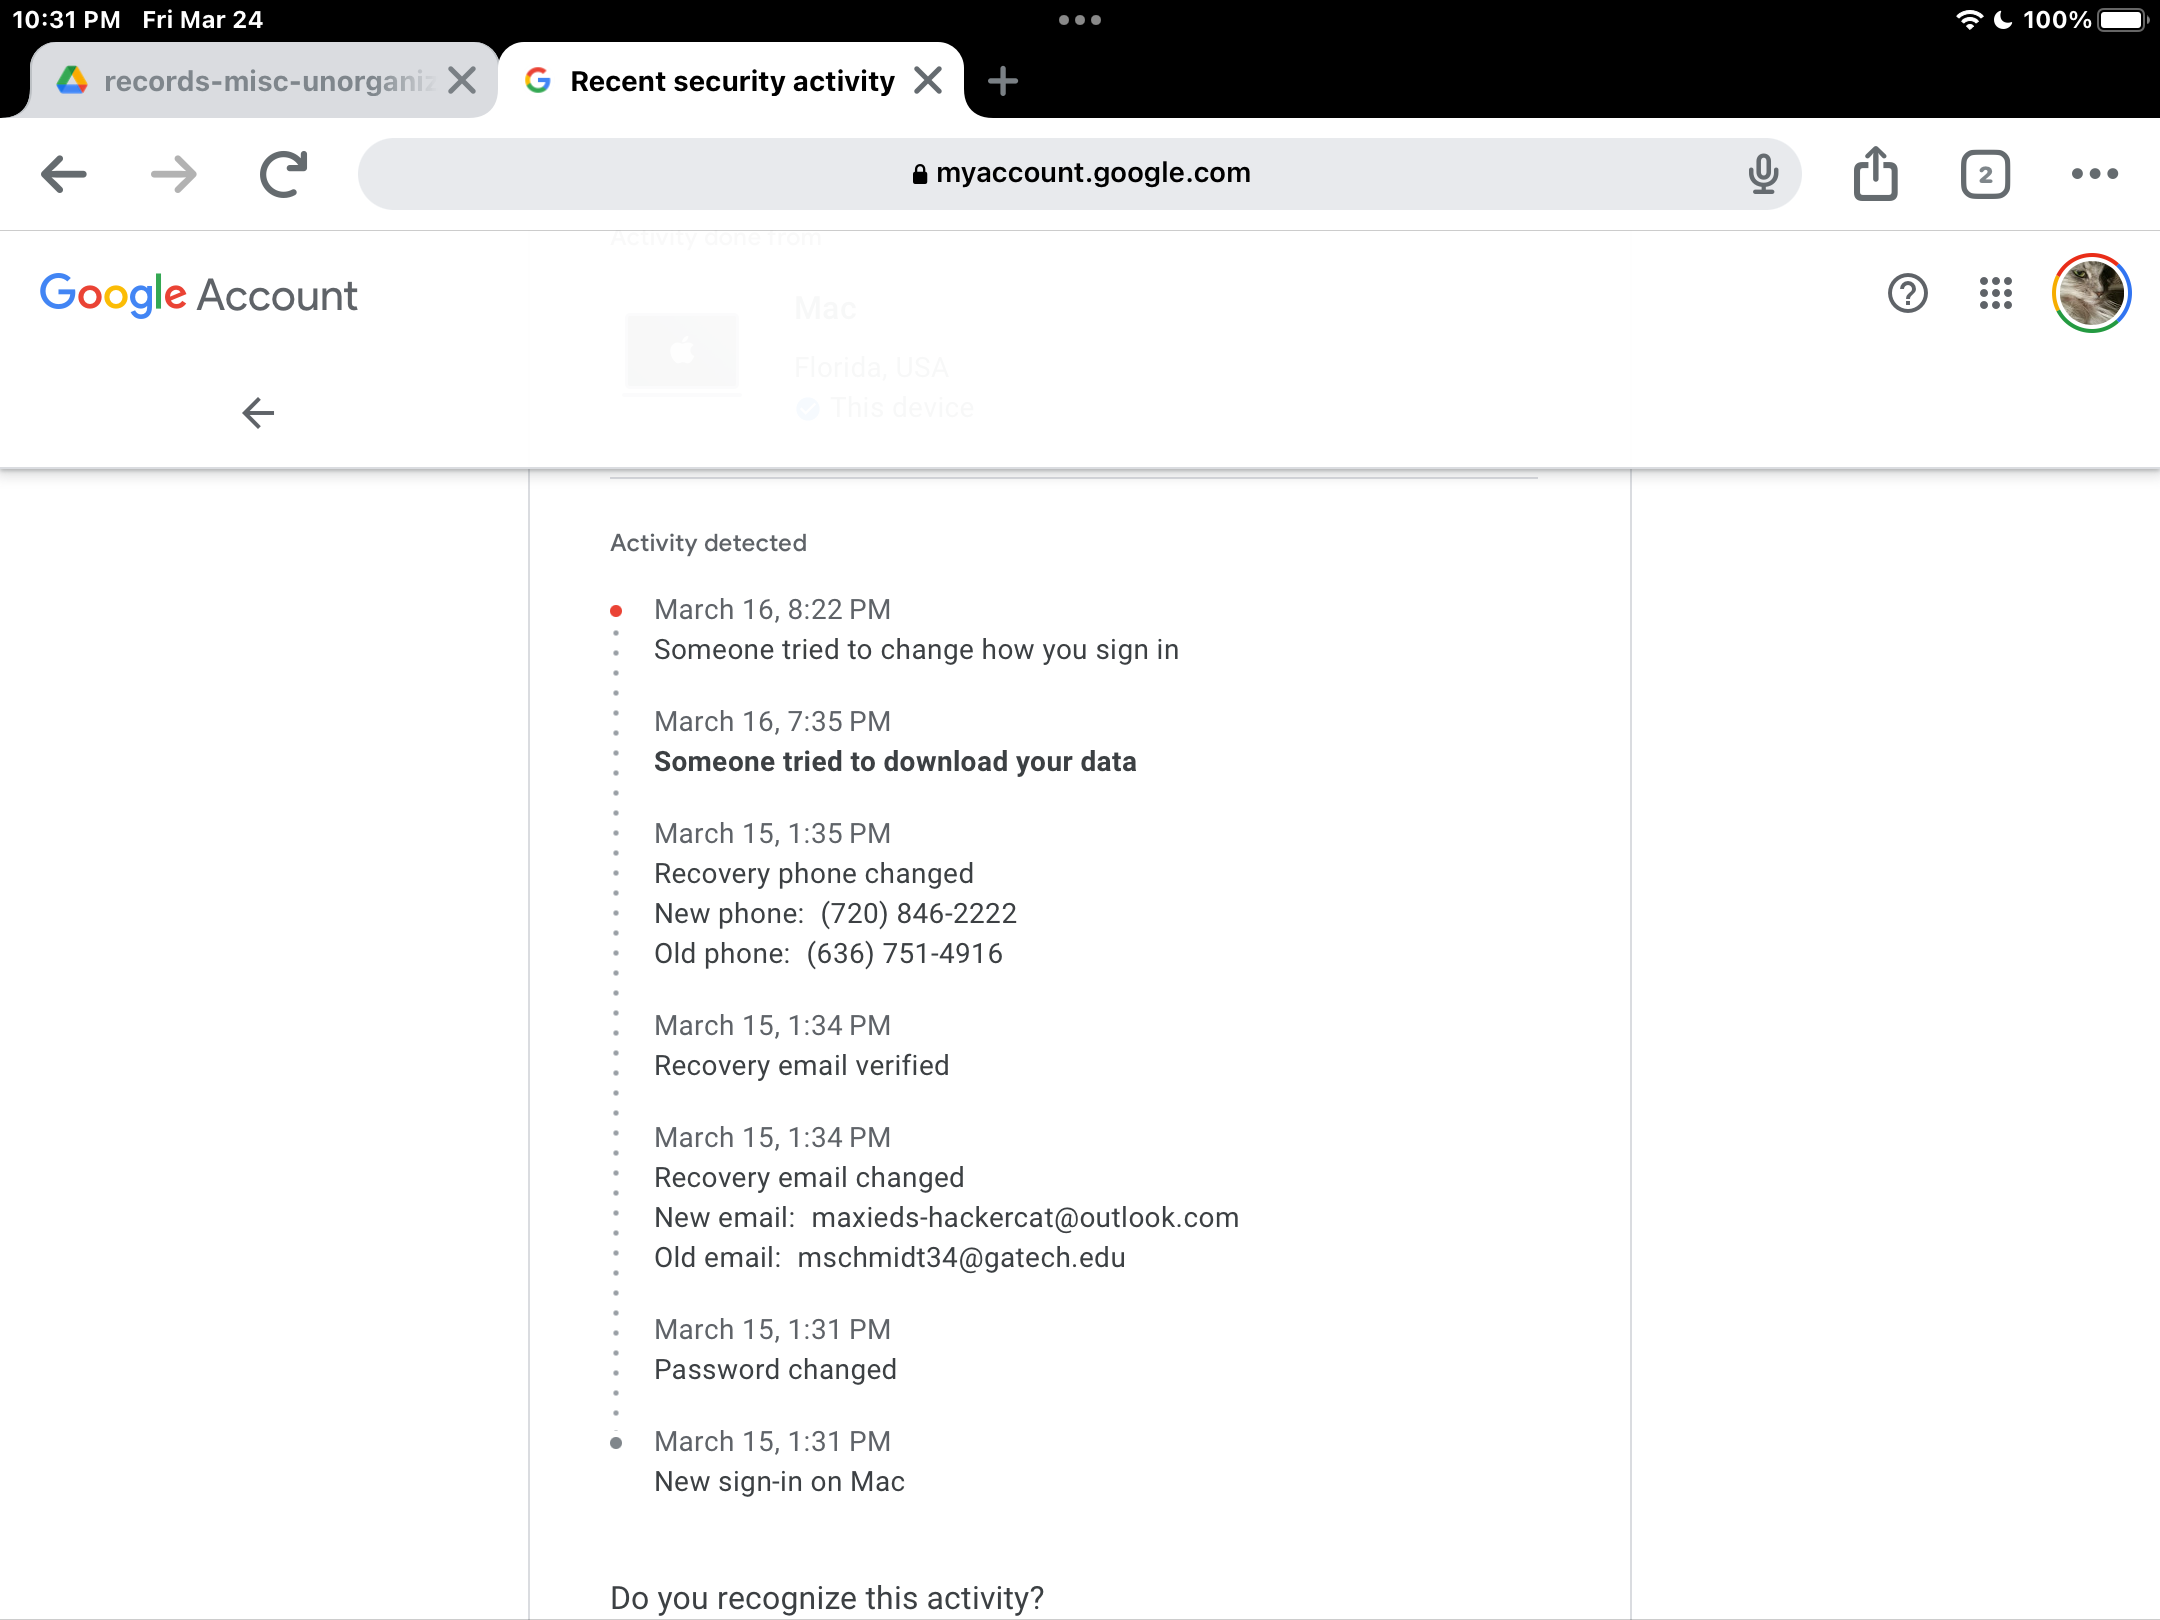 10:31 PM Fri Mar 24
100%
records-misc-unorganiz
Recent security activity
myaccount.google.com
2
Activity done from
Google Account
Mac
Florida, USA
This device
Activity detected
March 16, 8:22 PM
Someone tried to change how you sign in
March 16, 7:35 PM
Someone tried to download your data
March 15, 1:35 PM
Recovery phone changed
New phone: (720) 846-2222
Old phone: (636) 751-4916
March 15, 1:34 PM
Recovery email verified
March 15, 1:34 PM
Recovery email changed
New email: maxieds-hackercat@outlook.com
Old email: mschmidt34@gatech.edu
March 15, 1:31 PM
Password changed
March 15, 1:31 PM
New sign-in on Mac
Do you recognize this activity?